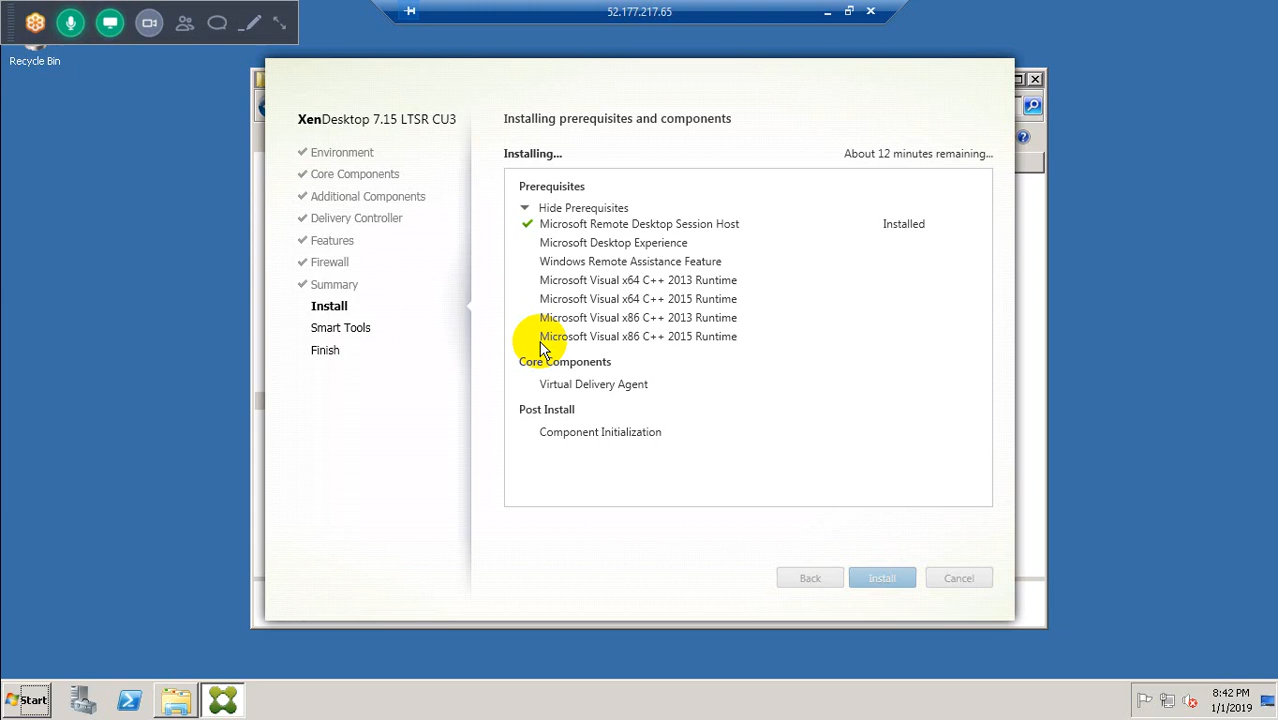 52.177.217.65
Recycle Bin
XenDesktop 7.15 LTSR CU3
Environment
Core Components
Additional Components
Delivery Controller
Features
Firewall
Summary
Install
Smart Tools
Finish
Installing prerequisites and components
Installing... About 12 minutes remaining...
Prerequisites
Hide Prerequisites
Microsoft Remote Desktop Session Host Installed
Microsoft Desktop Experience
Windows Remote Assistance Feature
Microsoft Visual x64 C++ 2013 Runtime
Microsoft Visual x64 C++ 2015 Runtime
Microsoft Visual x86 C++ 2013 Runtime
Microsoft Visual x86 C++ 2015 Runtime
Core Components
Virtual Delivery Agent
Post Install
Component Initialization
Back Install Cancel
Start
8:42 PM
1/1/2019